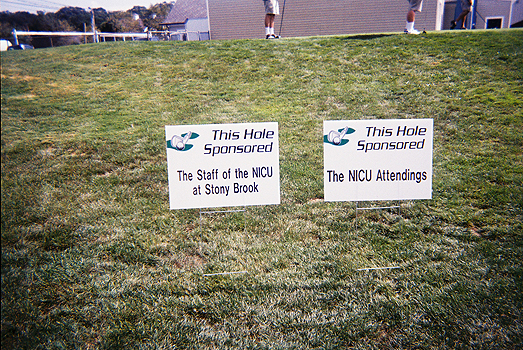 This Hole
Sponsored
The Staff of the NICU
at Stony Brook
This Hole
Sponsored
The NICU Attendings